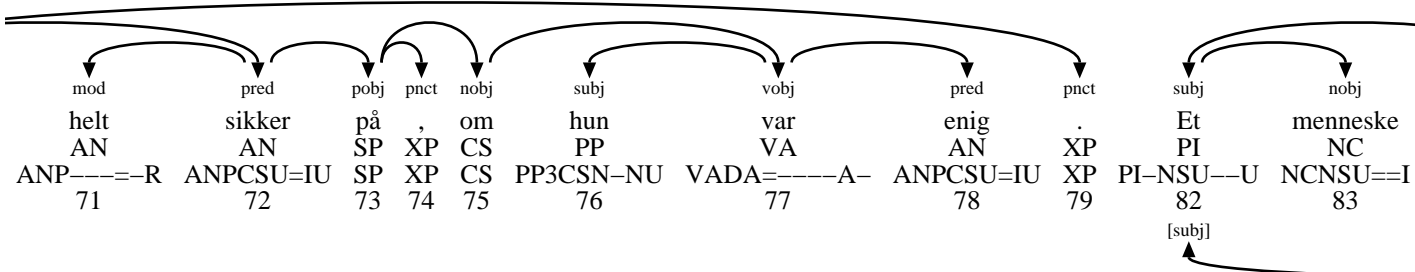 mod pred pobj pnct nobj subj vobj pred pnct subj nobj
helt sikker på , om hun var enig . Et menneske
AN AN SP XP CS PP VA AN XP PI NC
ANP−−−=−R ANPCSU=IU SP XP CS PP3CSN−NU VADA=−−−−A− ANPCSU=IU XP PI−NSU−−U NCNSU==I
71 72 73 74 75 76 77 78 79 82 83
[subj]